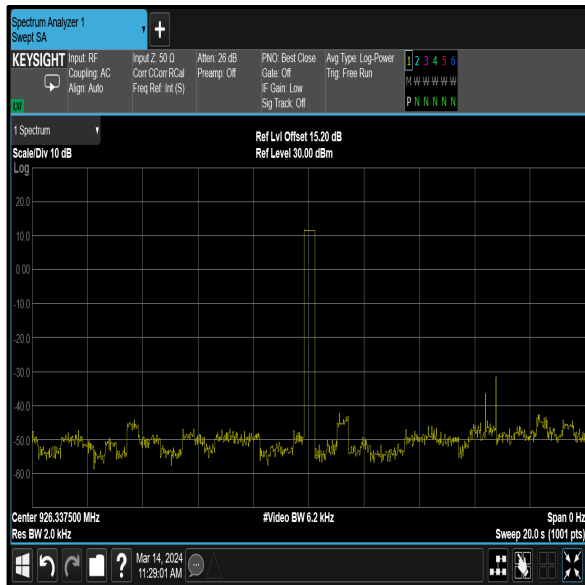 Spectrum Analyzer 1
Swept SA
+
KEYSIGHT
Input: RF
Coupling: AC
Align: Auto
Input Z: 50 Ω
Corr CCorr RCal
Freq Ref: Int (S)
Atten: 26 dB
Preamp: Off
PNO: Best Close
Gate: Off
IF Gain: Low
Sig Track: Off
Avg Type: Log-Power
Trig: Free Run
1 2 3 4 5 6
M W W W W W
P N N N N N
LXI
1 Spectrum
Scale/Div 10 dB
Ref Lvl Offset 15.20 dB
Ref Level 30.00 dBm
Log
20.0
10.0
0.00
-10.0
-20.0
-30.0
-40.0
-50.0
-60.0
Center 926.337500 MHz
#Video BW 6.2 kHz
Span 0 Hz
Res BW 2.0 kHz
Sweep 20.0 s (1001 pts)
?
Mar 14, 2024
11:29:01 AM